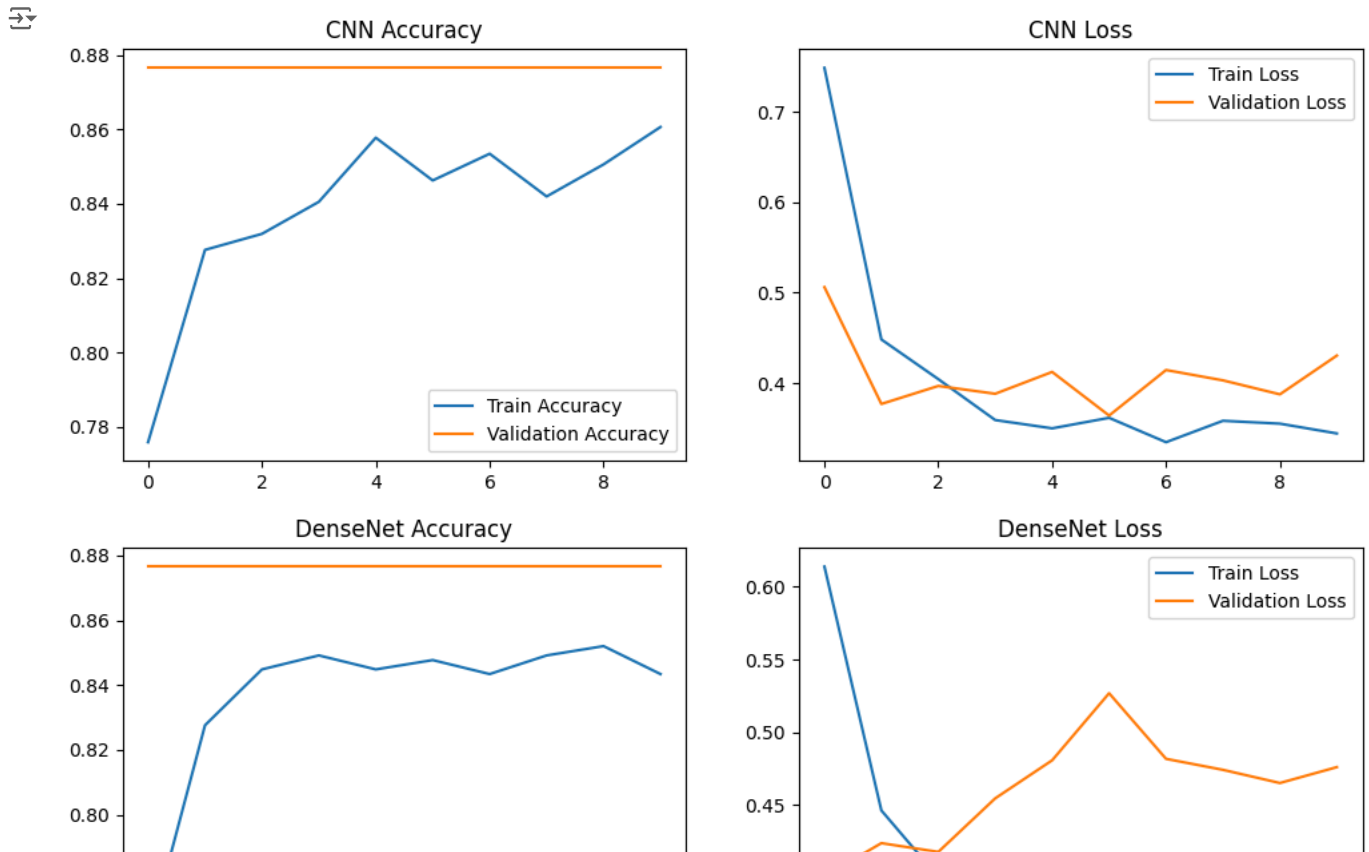 CNN Accuracy
0.88
0.86
0.84
0.82
0.80
0.78
Train Accuracy
Validation Accuracy
0 2 4 6 8
CNN Loss
Train Loss
Validation Loss
0.7
0.6
0.5
0.4
0 2 4 6 8
DenseNet Accuracy
0.88
0.86
0.84
0.82
0.80
DenseNet Loss
Train Loss
Validation Loss
0.60
0.55
0.50
0.45